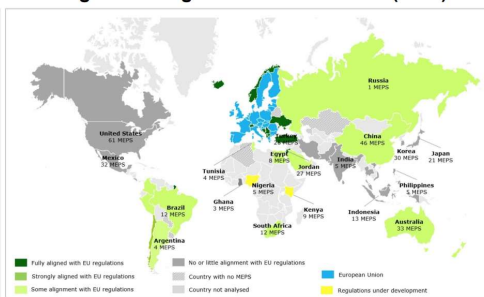 Russia
1 MEPS
United States
61 MEPS
China
46 MEPS
Mexico
32 MEPS
Korea
30 MEPS
Japan
21 MEPS
Egypt
8 MEPS
Jordan
27 MEPS
India
Tunisia
4 MEPS
Nigeria
5 MEPS
Philippines
5 MEPS
Ghana
3 MEPS
Kenya
9 MEPS
Indonesia
13 MEPS
Brazil
12 MEPS
South Africa
12 MEPS
Australia
33 MEPS
Argentina
4 MEPS
Fully aligned with EU regulations
No or little alignment with EU regulations
Strongly aligned with EU regulations
Country with no MEPS
European Union
Some alignment with EU regulations
Country not analysed
Regulations under development